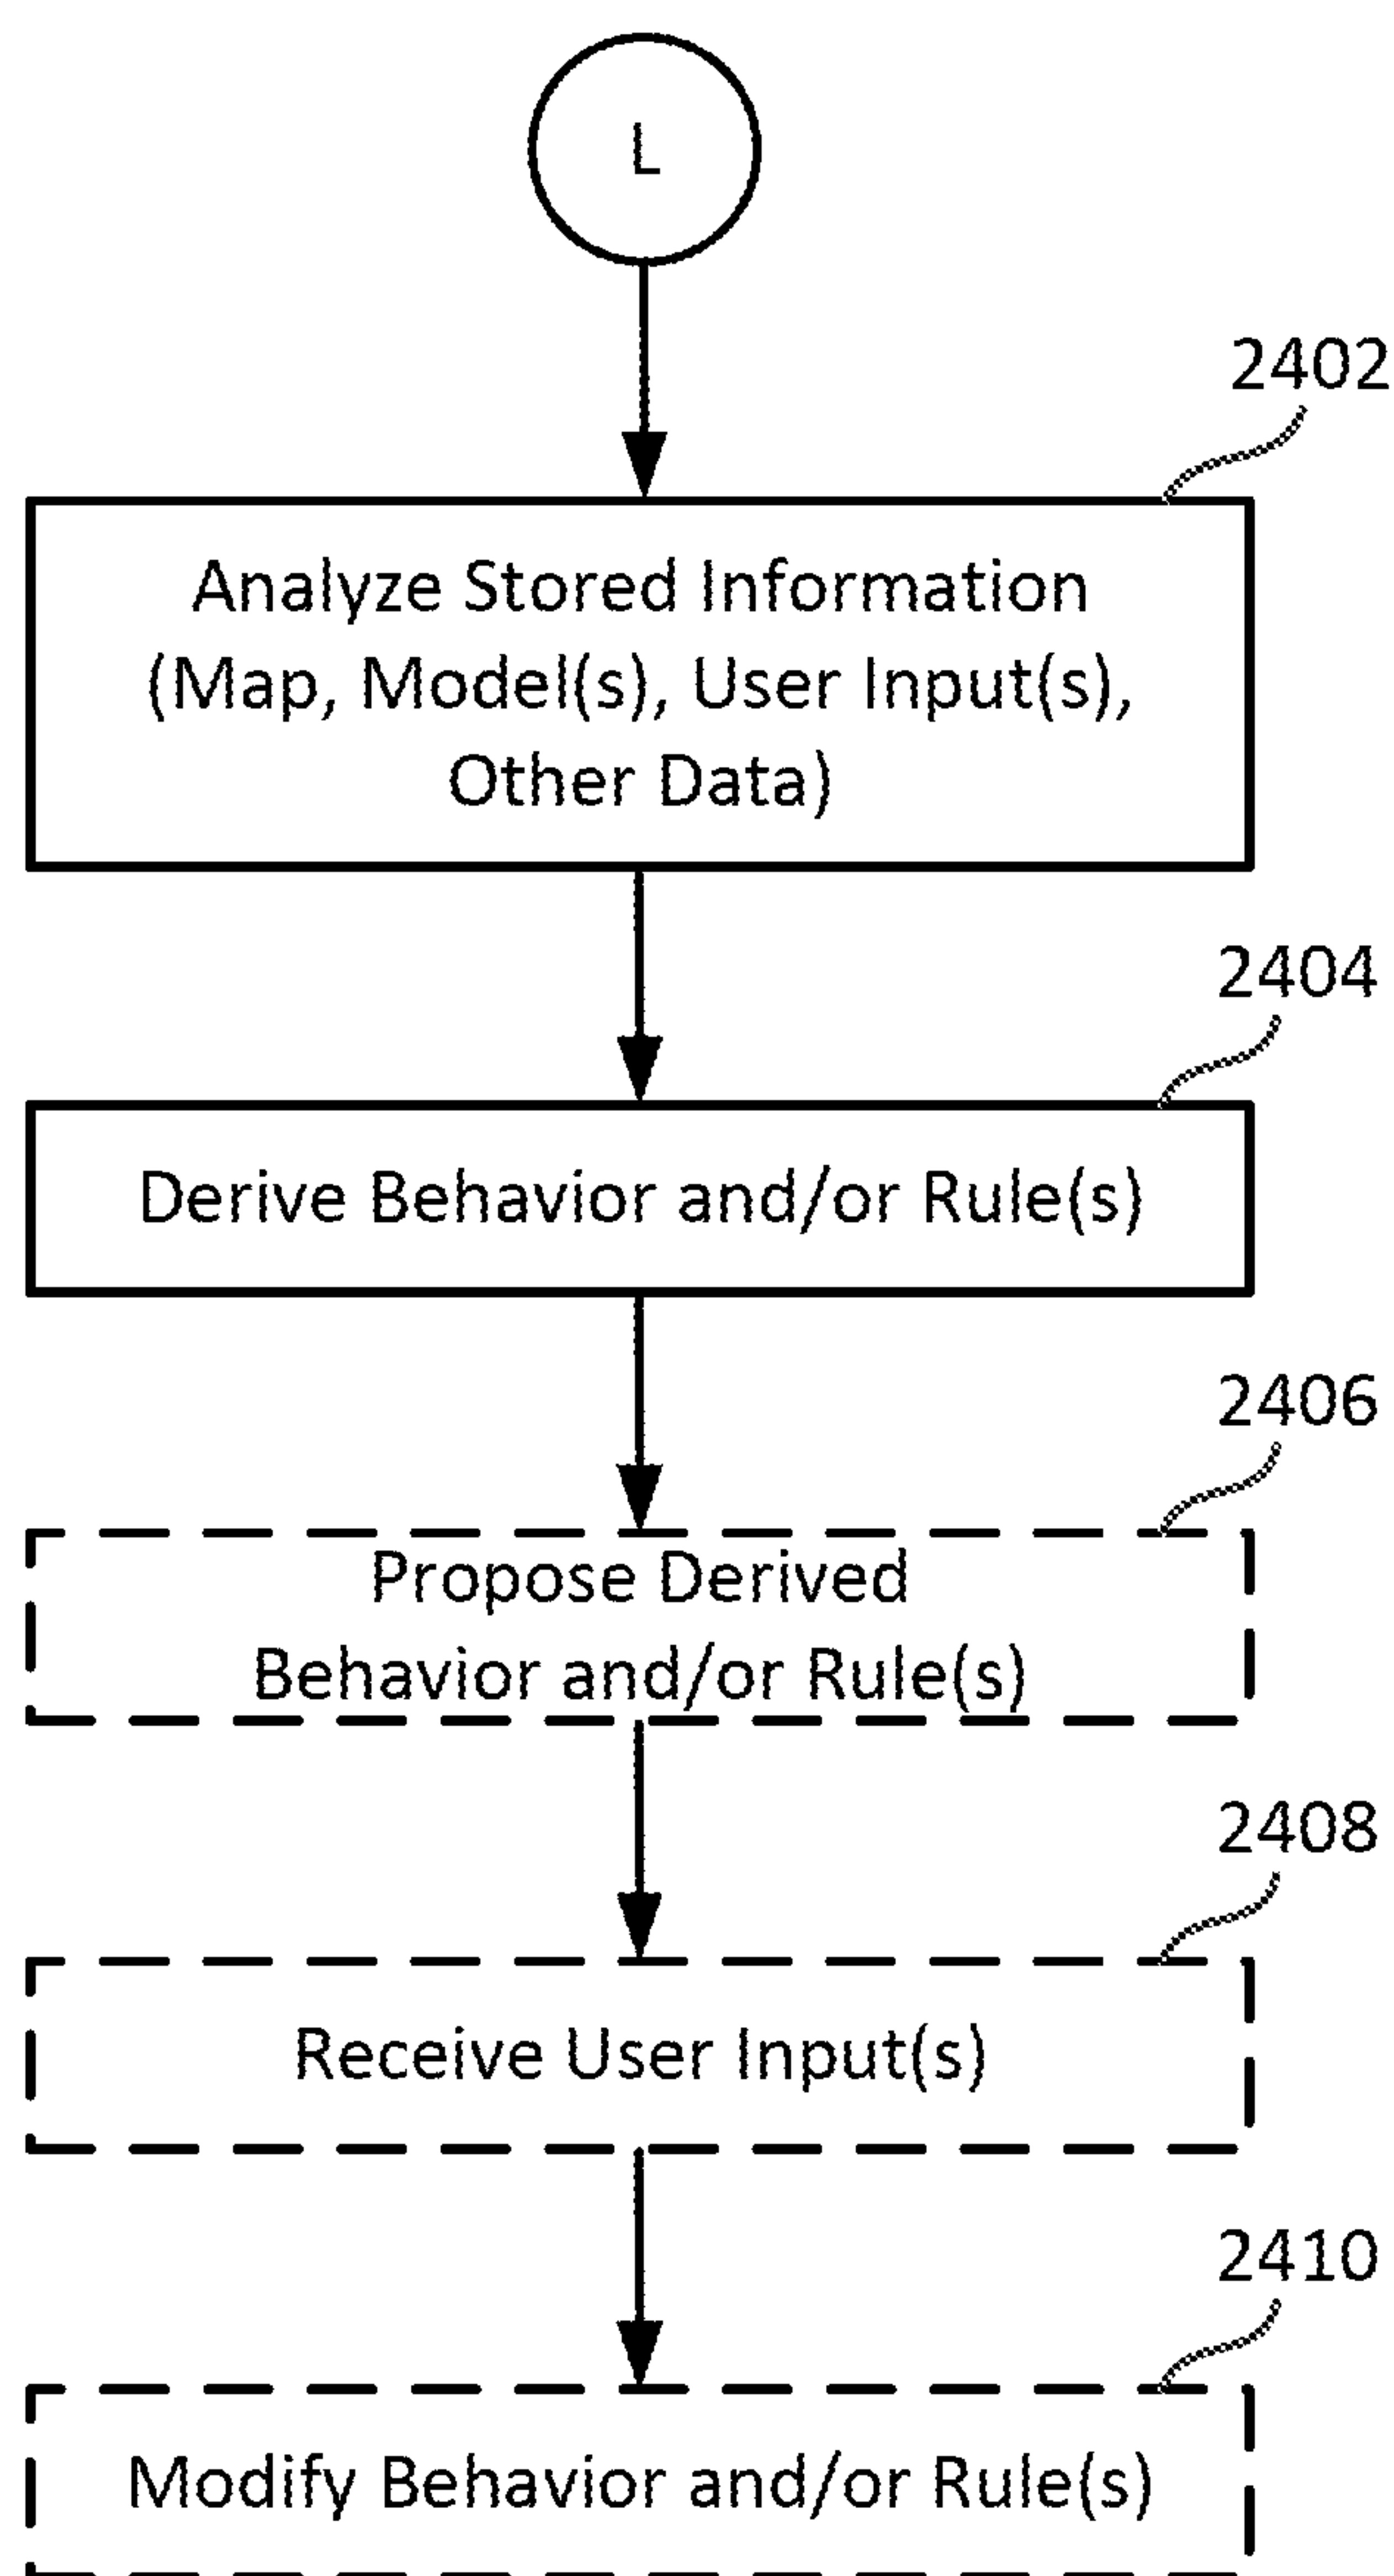 L
2402
Analyze Stored Information
(Map, Model(s), User Input(s),
Other Data)
2404
Derive Behavior and/or Rule(s)
2406
Propose Derived
Behavior and/or Rule(s)
2408
Receive User Input(s)
2410
Modify Behavior and/or Rule(s)